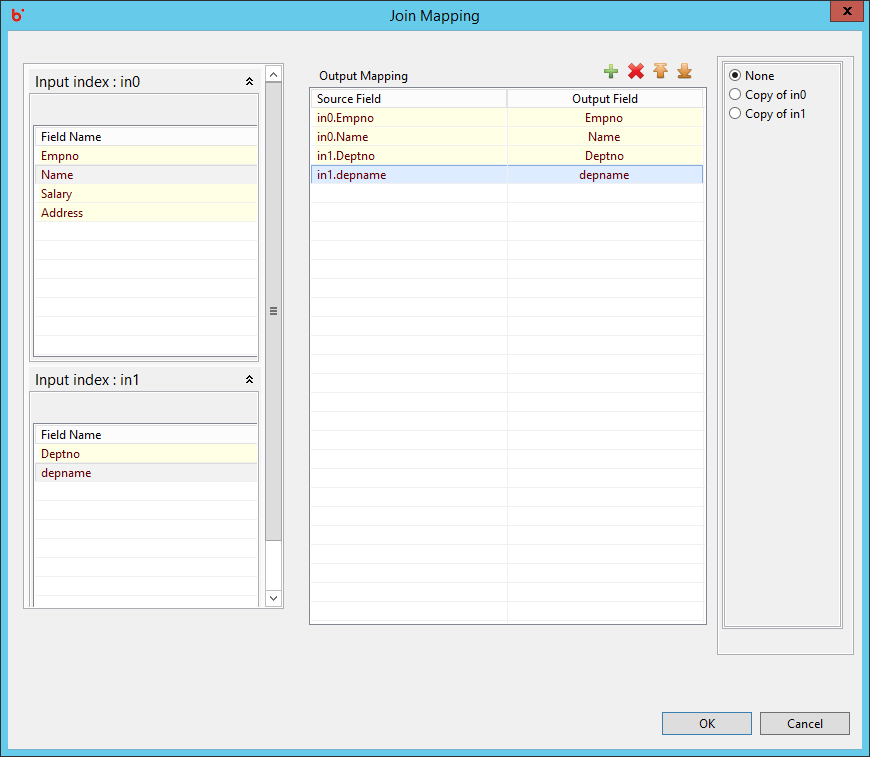 b
Join Mapping
x
Input index : in0
Field Name
Empno
Name
Salary
Address
Input index : in1
Field Name
Deptno
depname
Output Mapping
Source Field Output Field
in0.Empno Empno
in0.Name Name
in1.Deptno Deptno
in1.depname depname
None
Copy of in0
Copy of in1
OK Cancel